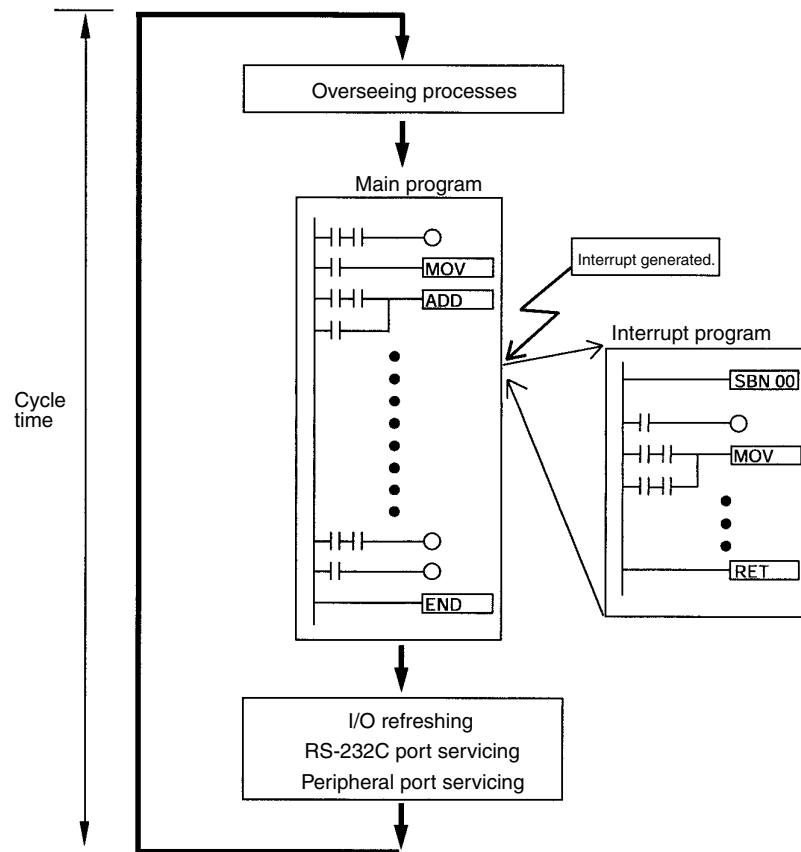 Overseeing processes
Main program
MOV
ADD
END
Interrupt generated.
Interrupt program
SBN 00
MOV
RET
Cycle
time
I/O refreshing
RS-232C port servicing
Peripheral port servicing